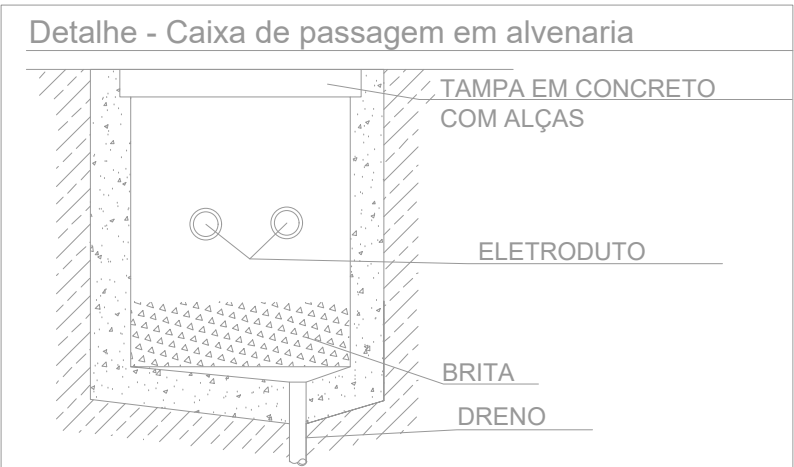 Detalhe - Caixa de passagem em alvenaria
TAMPA EM CONCRETO
COM ALÇAS
ELETRODUTO
BRITA
DRENO